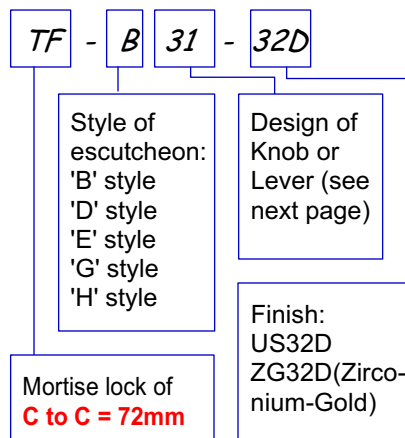 TF - B 31 - 32D
Style of
escutcheon:
'B' style
'D' style
'E' style
'G' style
'H' style
Design of
Knob or
Lever (see
next page)
Finish:
US32D
ZG32D(Zirco-
nium-Gold)
Mortise lock of
C to C = 72mm